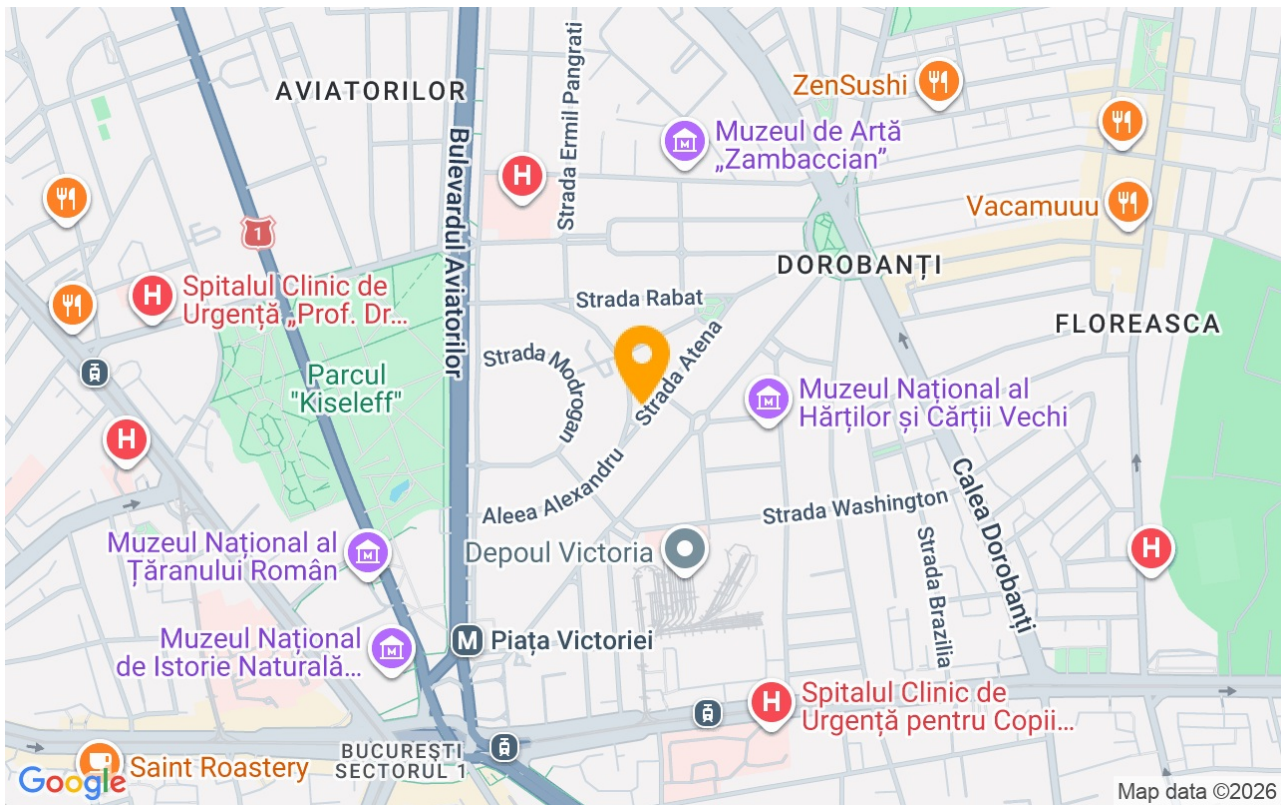 AVIATORILOR
Bulevardul Aviatorilor
Strada Ermil Pangrati
ZenSushi
Muzeul de Artă
„Zambaccian”
Vacamuuu
H
1
DOROBANȚI
H
Spitalul Clinic de
Urgență „Prof. Dr...
Strada Rabat
FLOREASCA
Strada Modrogan
Strada Atena
Parcul
"Kiseleff"
Muzeul Național al
Hărților și Cărții Vechi
H
Aleea Alexandru
Strada Washington
Calea Dorobanți
Muzeul Național al
Țăranului Român
Depoul Victoria
Strada Brazilia
H
Muzeul Național
de Istorie Naturală...
M
Piața Victoriei
H
Spitalul Clinic de
Urgență pentru Copii...
BUCUREȘTI
SECTORUL 1
Saint Roastery
Google
Map data ©2026